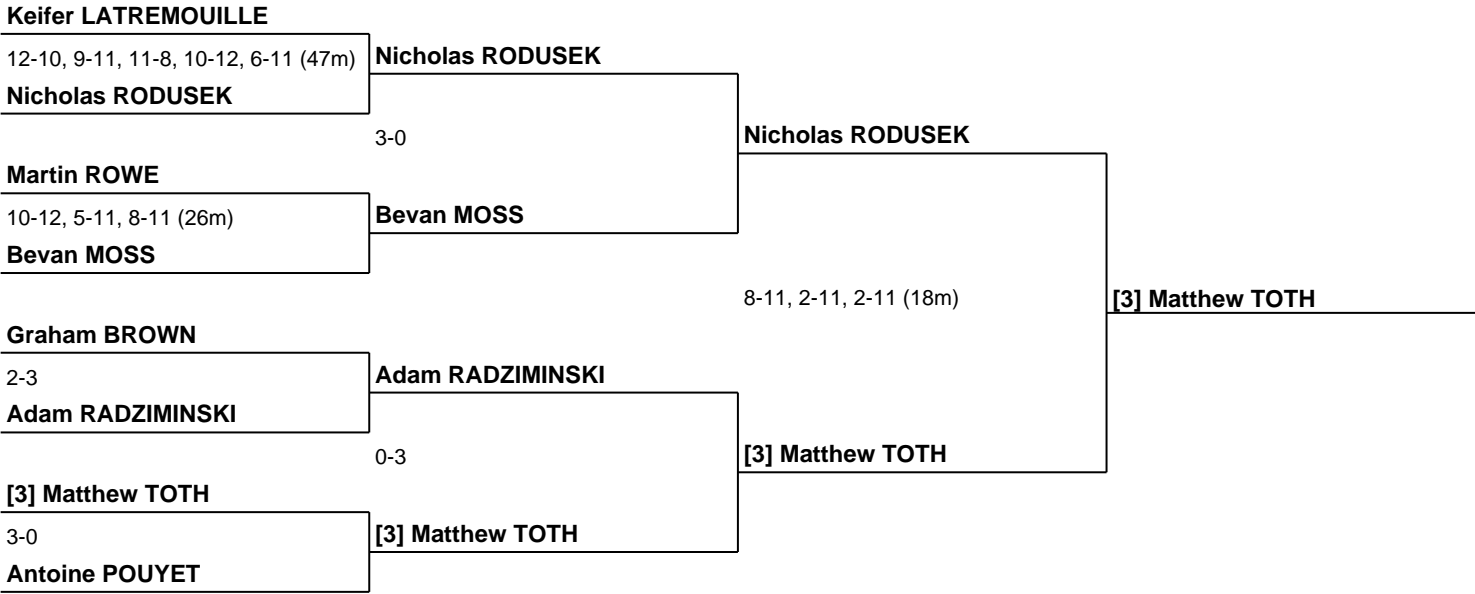 Keifer LATREMOUILLE
12-10, 9-11, 11-8, 10-12, 6-11 (47m)
Nicholas RODUSEK
Nicholas RODUSEK
3-0
Nicholas RODUSEK
Martin ROWE
10-12, 5-11, 8-11 (26m)
Bevan MOSS
Bevan MOSS
8-11, 2-11, 2-11 (18m)
[3] Matthew TOTH
Graham BROWN
2-3
Adam RADZIMINSKI
Adam RADZIMINSKI
0-3
[3] Matthew TOTH
[3] Matthew TOTH
3-0
[3] Matthew TOTH
Antoine POUYET